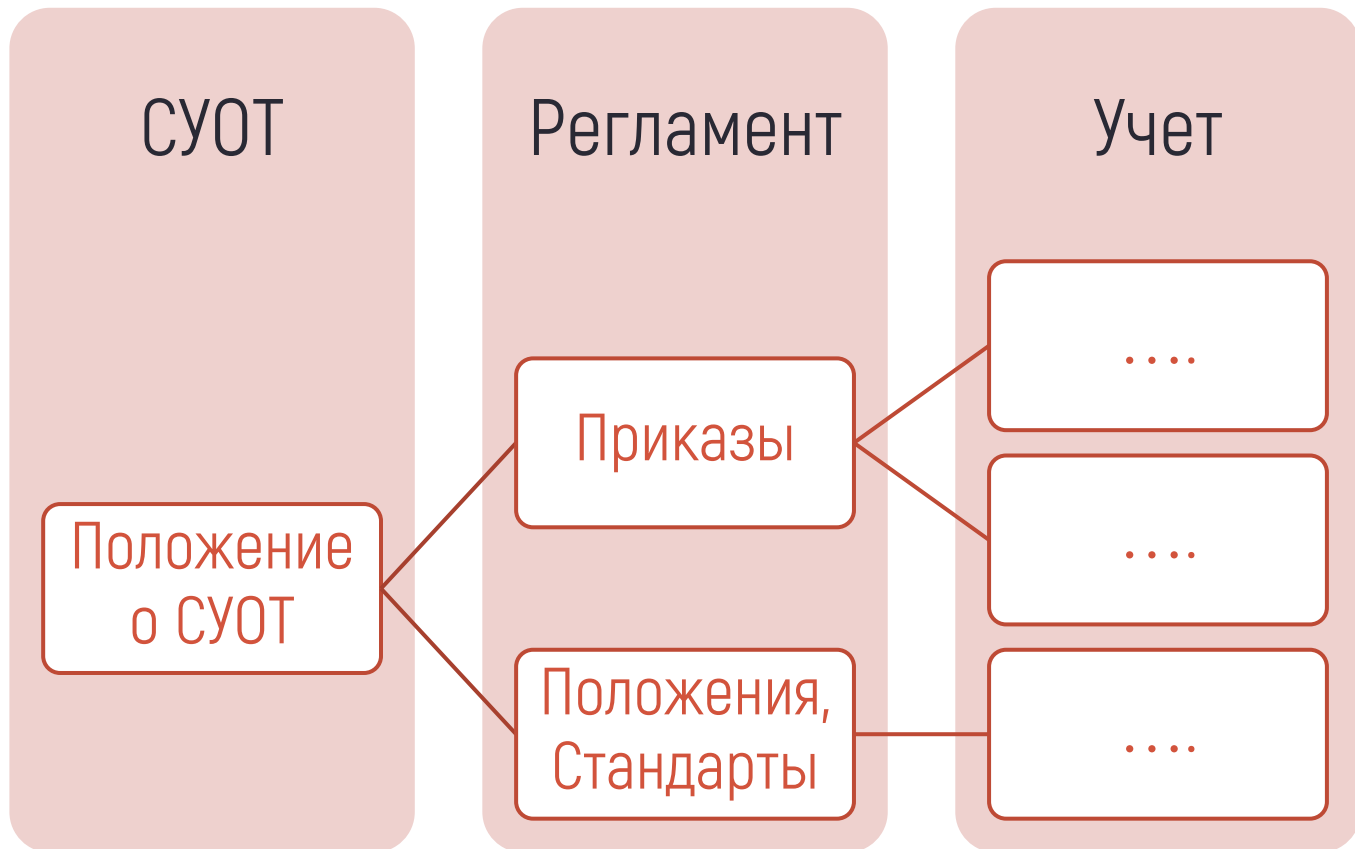 СУОТ
Регламент
Учет
Положение
о СУОТ
Приказы
Положения,
Стандарты
....
....
....